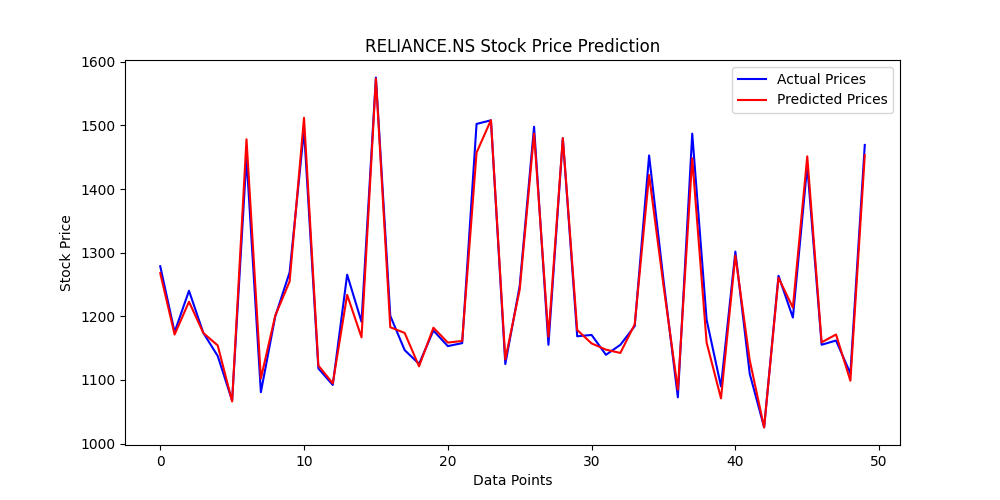 RELIANCE.NS Stock Price Prediction
Actual Prices
Predicted Prices
Stock Price
1600
1500
1400
1300
1200
1100
1000
0 10 20 30 40 50
Data Points